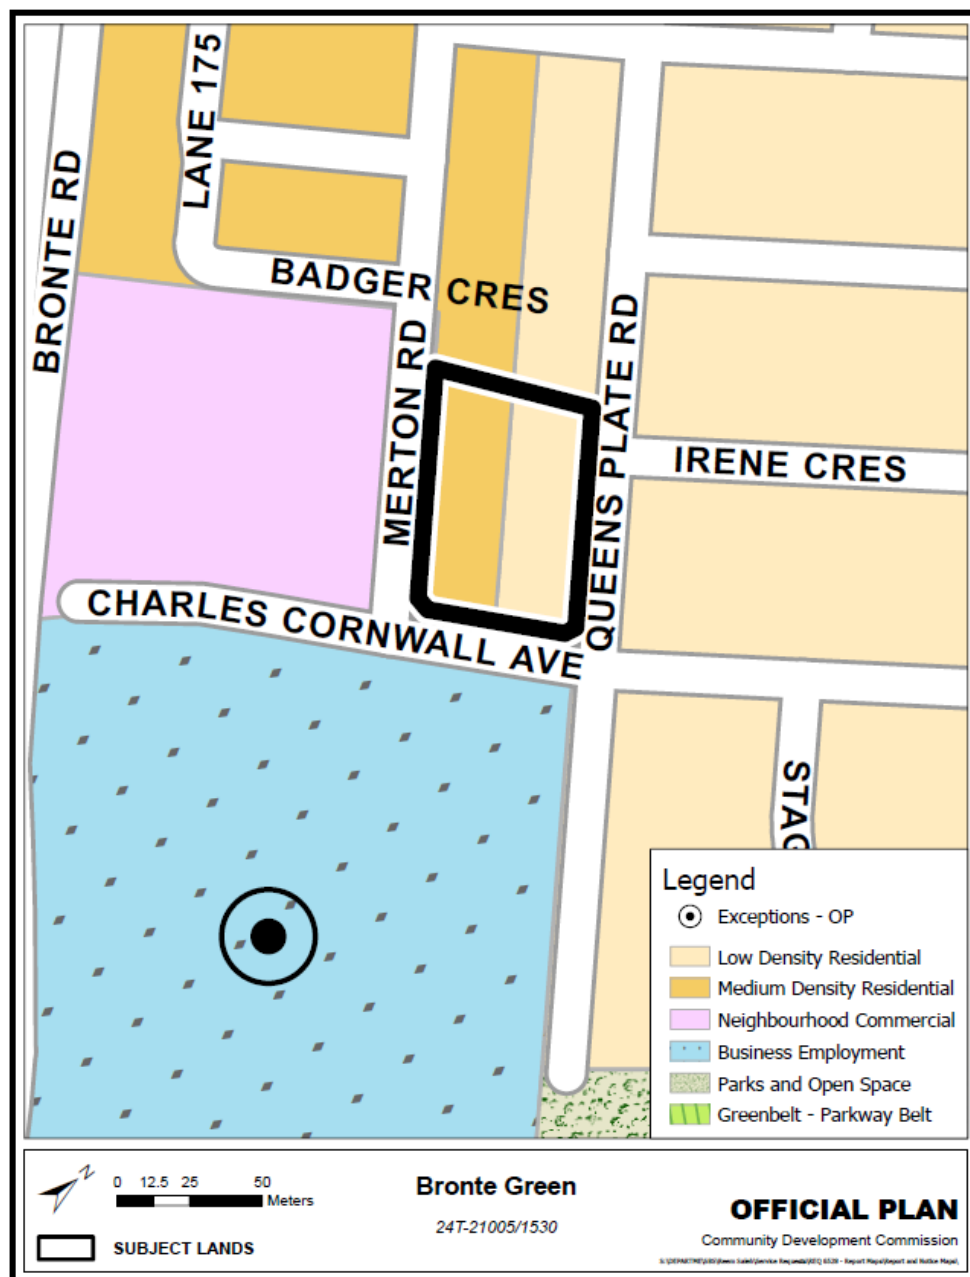 LANE 175
BRONTE RD
BADGER CRES
MERTON RD
QUEENS PLATE RD
IRENE CRES
CHARLES CORNWALL AVE
STAG
Legend
Exceptions - OP
Low Density Residential
Medium Density Residential
Neighbourhood Commercial
Business Employment
Parks and Open Space
Greenbelt - Parkway Belt
N
0 12.5 25 50
Meters
SUBJECT LANDS
Bronte Green
24T-21005/1530
OFFICIAL PLAN
Community Development Commission